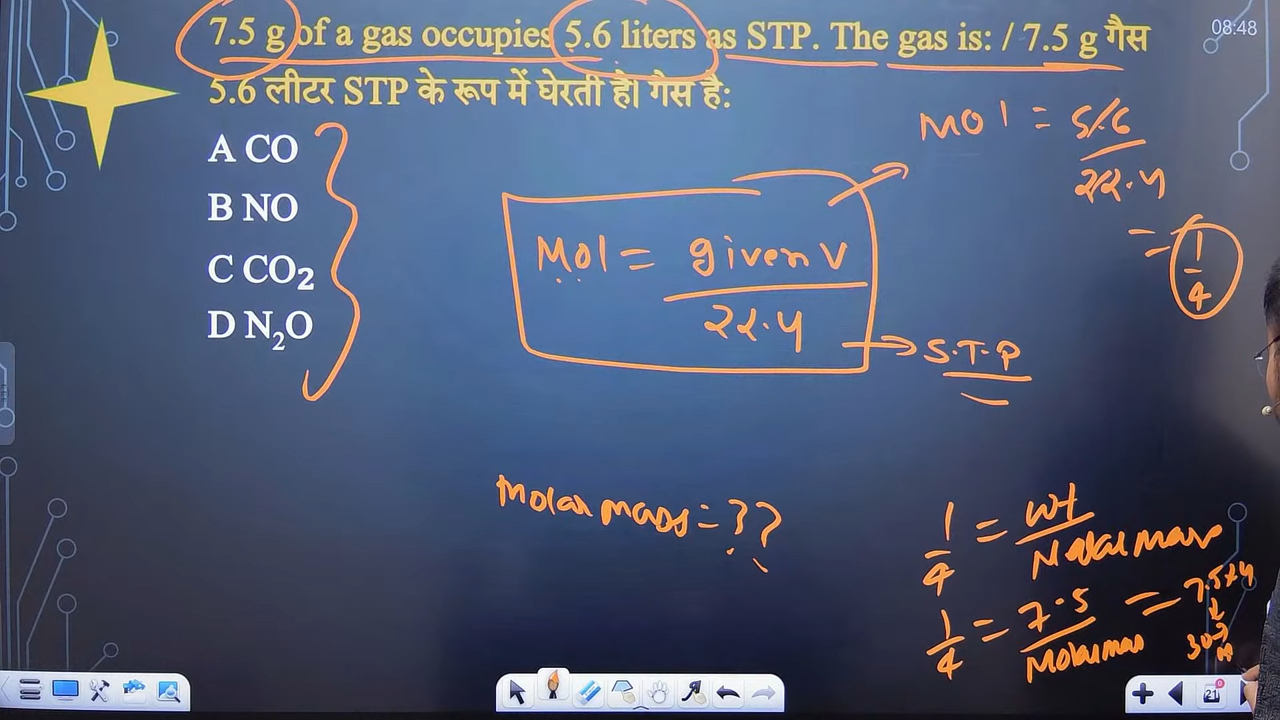 7.5 g of a gas occupies 5.6 liters as STP. The gas is: / 7.5 g गैस
08:48
5.6 लीटर STP के रूप में घेरती है। गैस है:
A CO
B NO
C CO₂
D N₂O
Mol = 5.6 / 22.4
= 1/4
Mol = given V / 22.4
S.T.P
Molar mass = ??
1/4 = wt / Molar mass
1/4 = 7.5 / Molar mas = 7.5 × 4
30
21